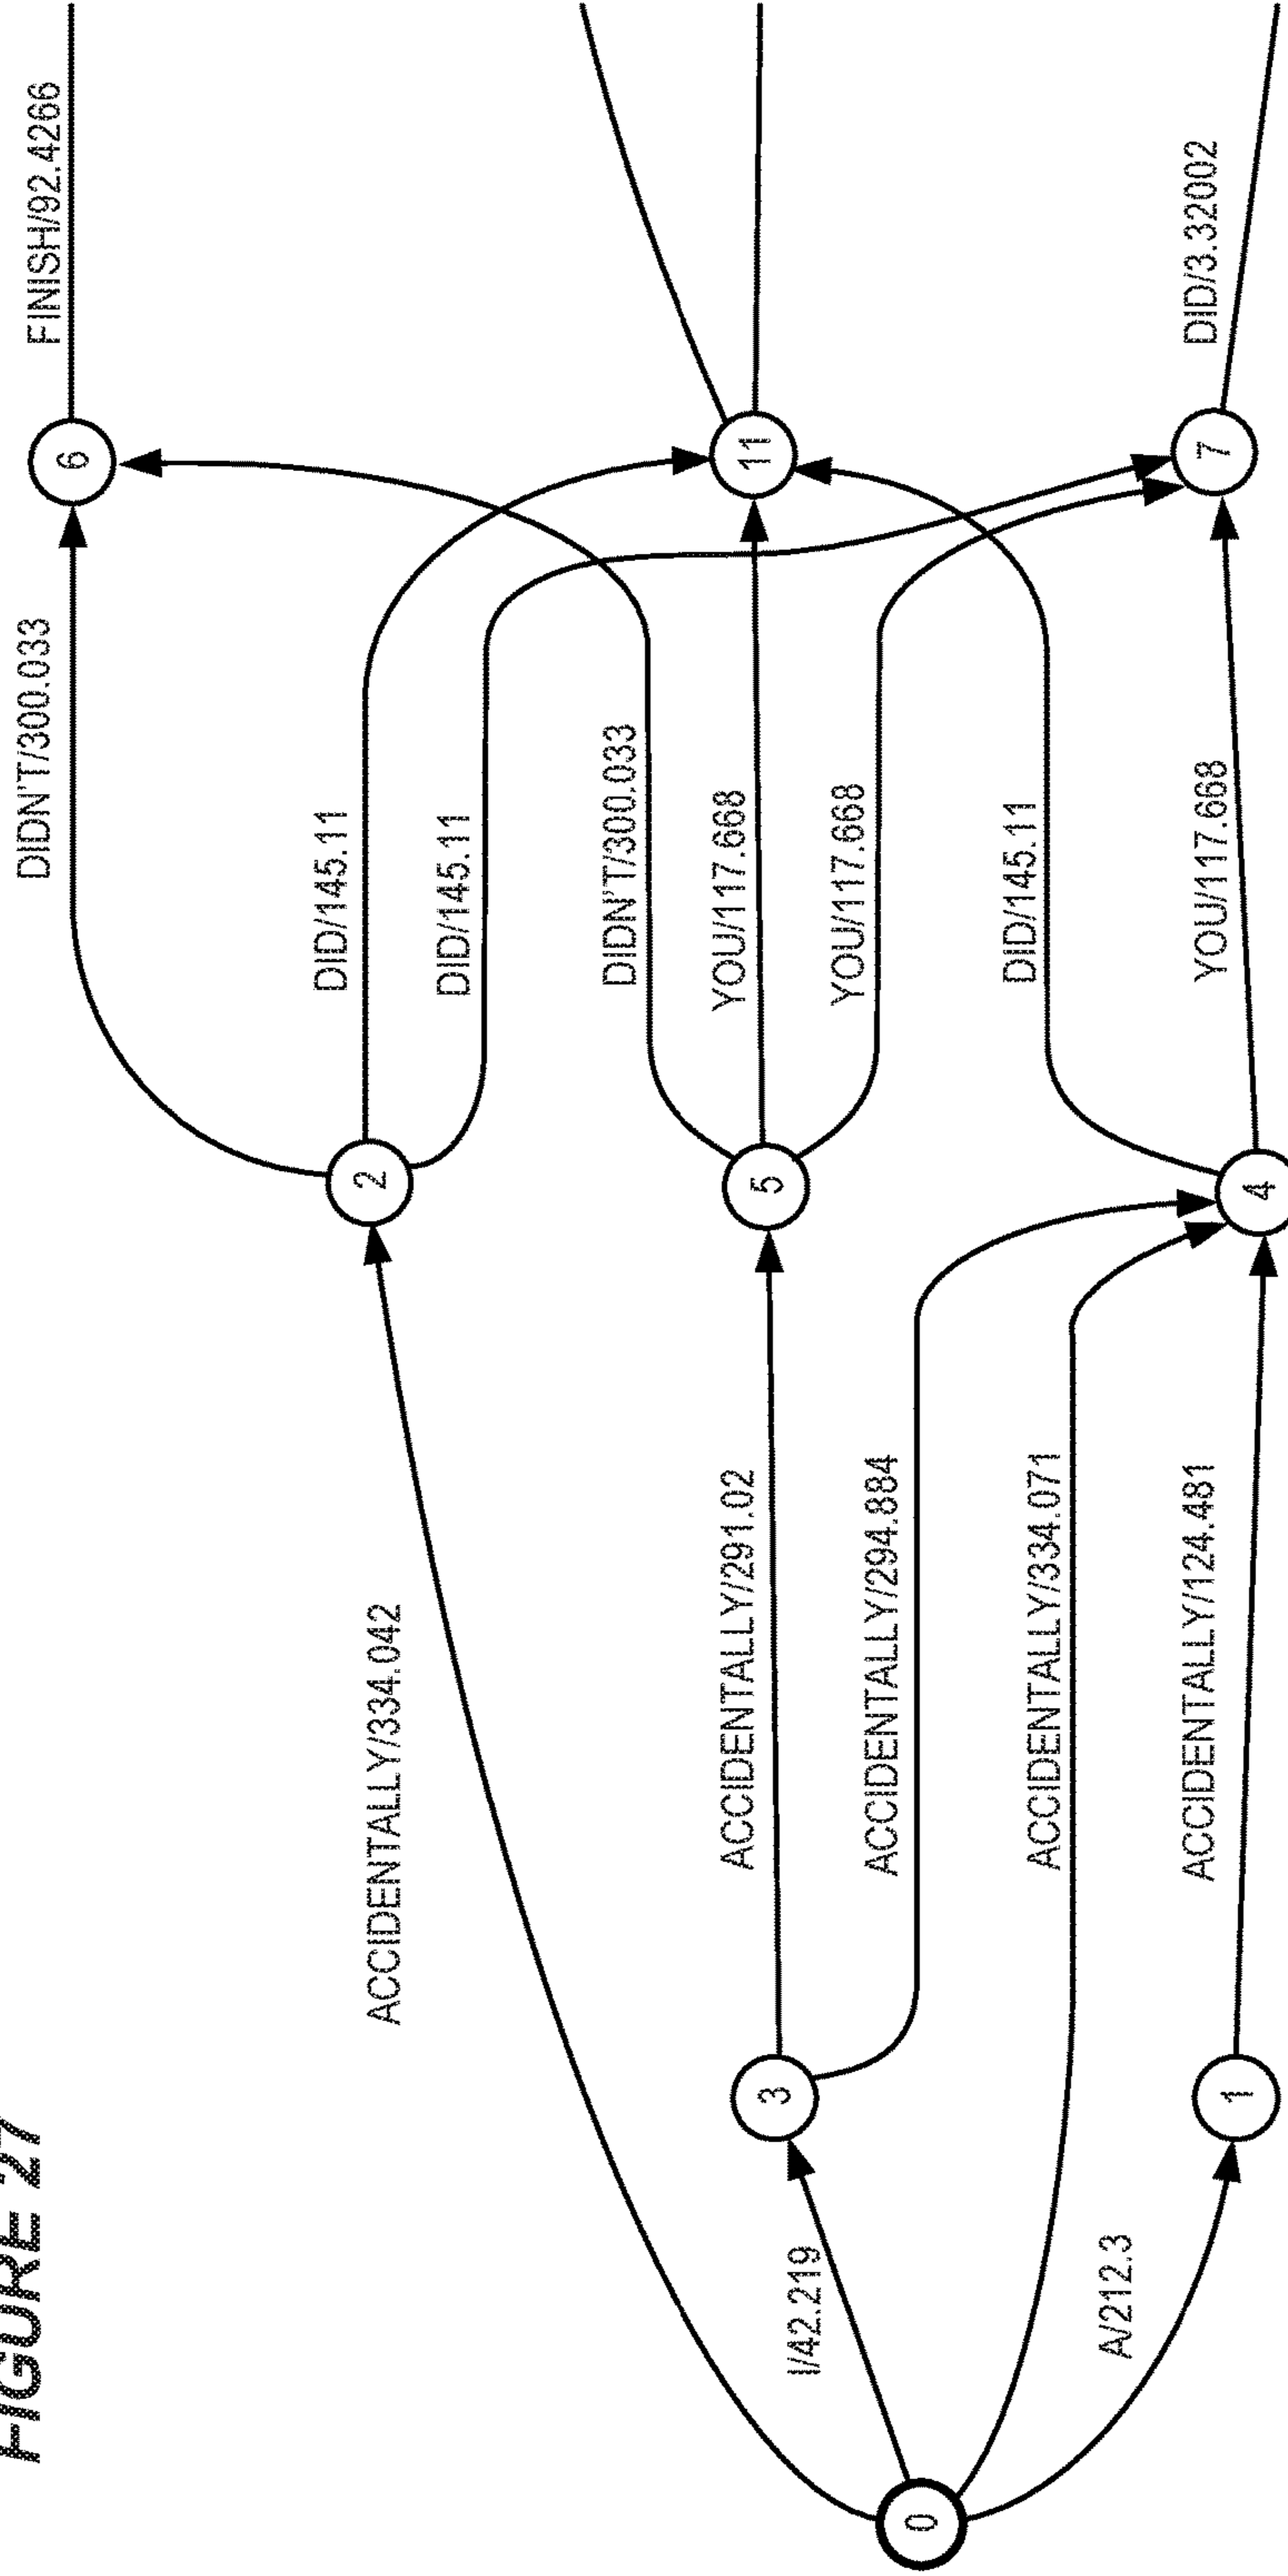 FIGURE 27
DIDN'T/300.033
FINISH/92.4266
6
ACCIDENTALLY/334.042
2
DID/145.11
DID/145.11
DIDN'T/300.033
I/42.219
3
ACCIDENTALLY/291.02
5
YOU/117.668
11
ACCIDENTALLY/294.884
YOU/117.668
0
ACCIDENTALLY/334.071
DID/145.11
A/212.3
1
ACCIDENTALLY/124.481
4
YOU/117.668
7
DID/3.32002